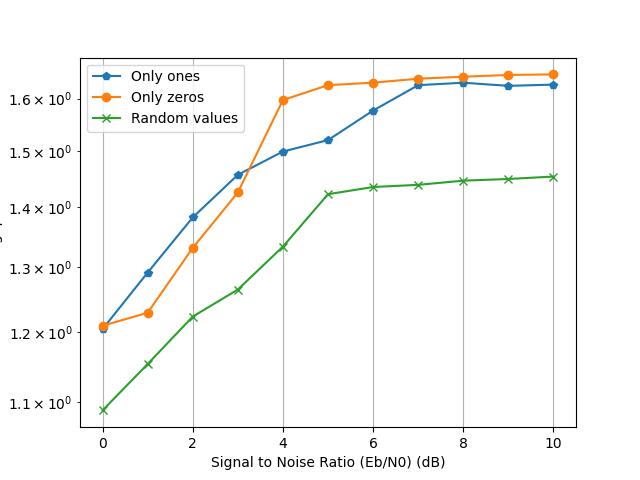 Only ones
Only zeros
Random values
1.6 × 10⁰
1.5 × 10⁰
1.4 × 10⁰
1.3 × 10⁰
1.2 × 10⁰
1.1 × 10⁰
0 2 4 6 8 10
Signal to Noise Ratio (Eb/N0) (dB)